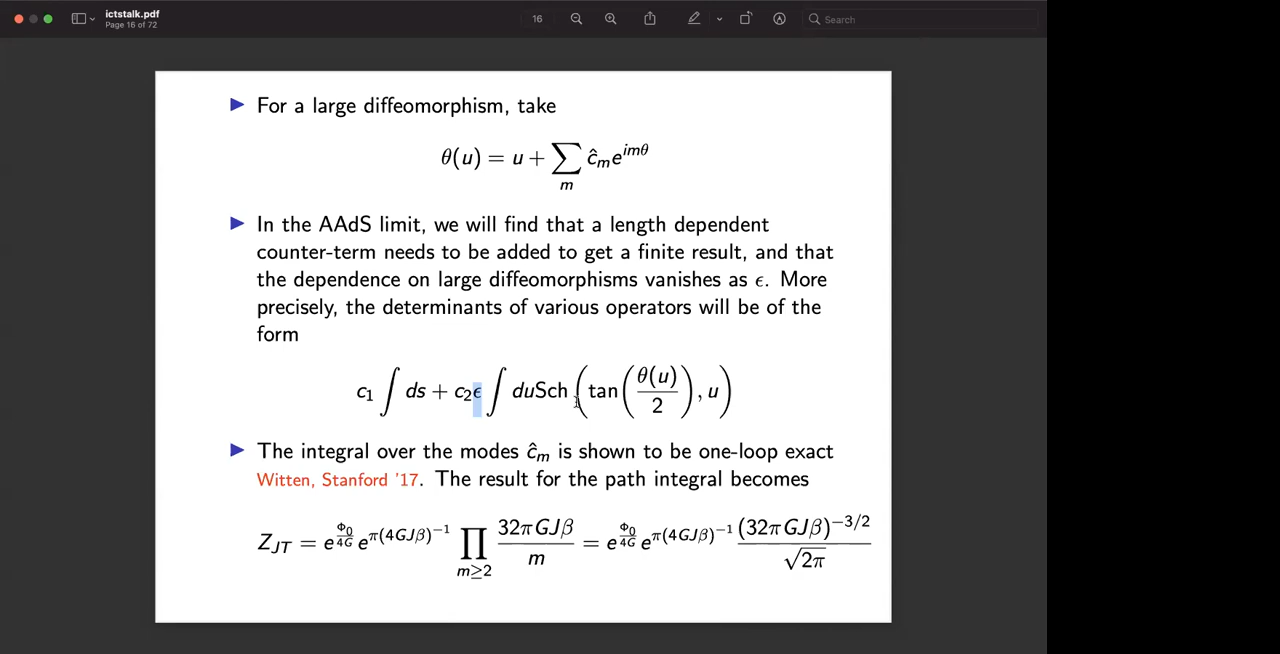 ictstalk.pdf
Page 16 of 72
16
Search
▶ For a large diffeomorphism, take
θ(u) = u + ∑_m ĉ_m e^{imθ}
▶ In the AAdS limit, we will find that a length dependent
counter-term needs to be added to get a finite result, and that
the dependence on large diffeomorphisms vanishes as ϵ. More
precisely, the determinants of various operators will be of the
form
c₁ ∫ ds + c₂ϵ ∫ duSch (tan (θ(u)/2), u)
▶ The integral over the modes ĉ_m is shown to be one-loop exact
Witten, Stanford '17. The result for the path integral becomes
Z_{JT} = e^{Φ₀/4G} e^{π(4GJβ)^{-1}} ∏_{m≥2} 32πGJβ/m = e^{Φ₀/4G} e^{π(4GJβ)^{-1}} (32πGJβ)^{-3/2}/√2π